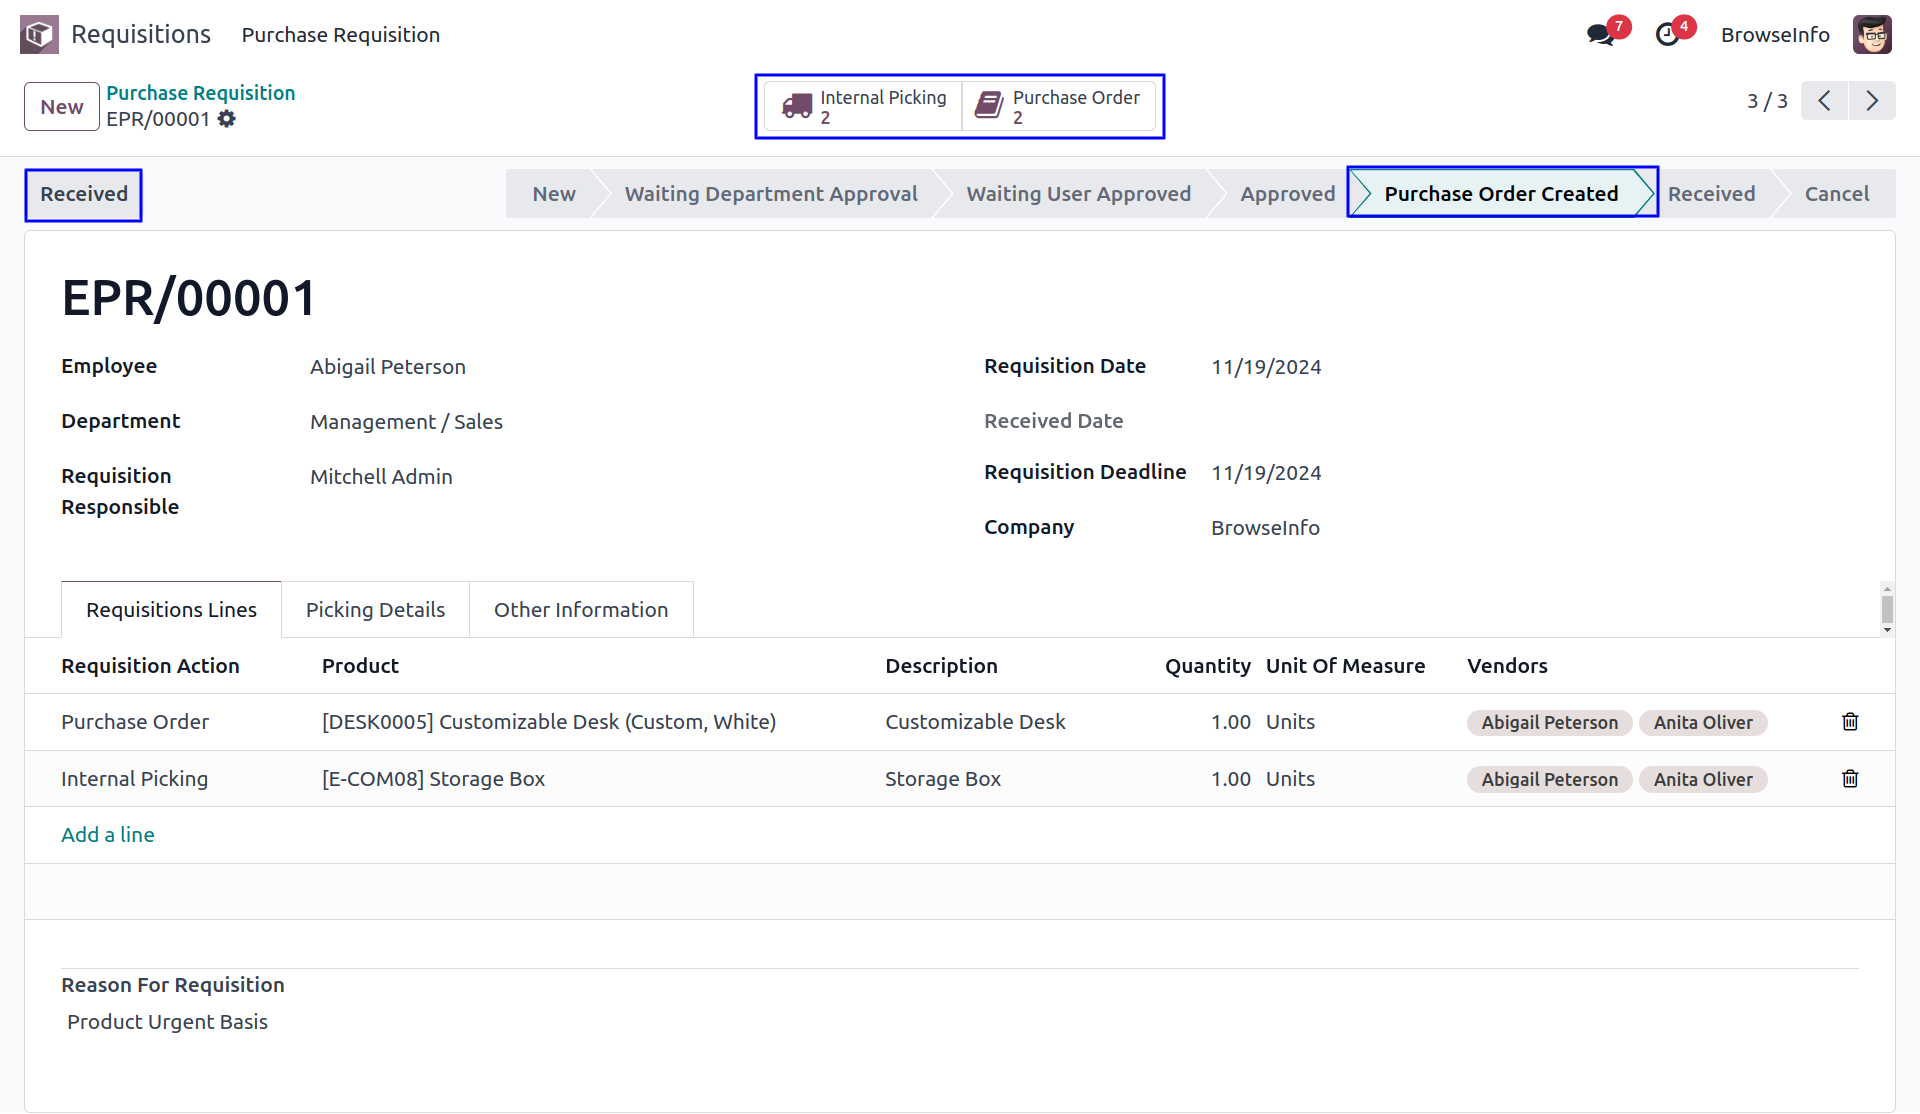 Requisitions Purchase Requisition 7 4 BrowseInfo
New Purchase Requisition
EPR/00001
Internal Picking
2
Purchase Order
2
3 / 3
Received
New Waiting Department Approval Waiting User Approved Approved Purchase Order Created Received Cancel
EPR/00001
Employee Abigail Peterson
Department Management / Sales
Requisition Responsible Mitchell Admin
Requisition Date 11/19/2024
Received Date
Requisition Deadline 11/19/2024
Company BrowseInfo
Requisitions Lines Picking Details Other Information
Requisition Action Product Description Quantity Unit Of Measure Vendors
Purchase Order [DESK0005] Customizable Desk (Custom, White) Customizable Desk 1.00 Units Abigail Peterson Anita Oliver
Internal Picking [E-COM08] Storage Box Storage Box 1.00 Units Abigail Peterson Anita Oliver
Add a line
Reason For Requisition
Product Urgent Basis